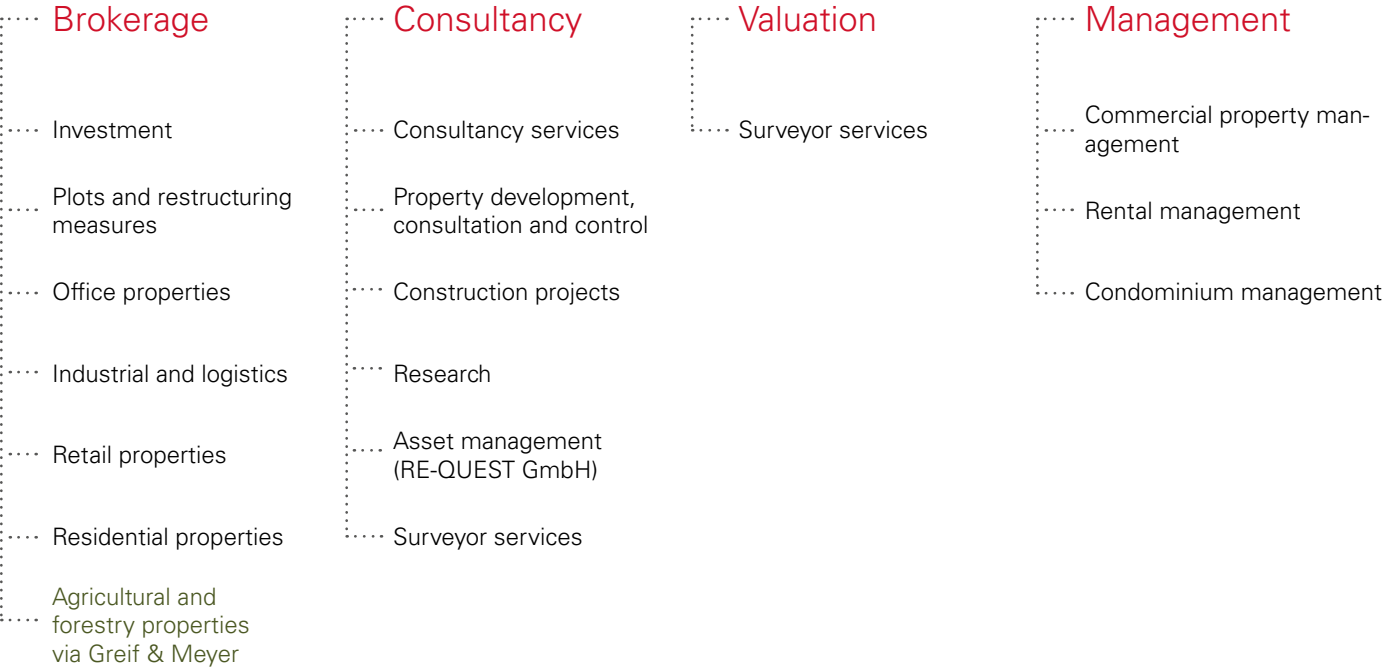 Brokerage
Investment
Plots and restructuring
measures
Office properties
Industrial and logistics
Retail properties
Residential properties
Agricultural and
forestry properties
via Greif & Meyer
Consultancy
Consultancy services
Property development,
consultation and control
Construction projects
Research
Asset management
(RE-QUEST GmbH)
Surveyor services
Valuation
Surveyor services
Management
Commercial property man-
agement
Rental management
Condominium management